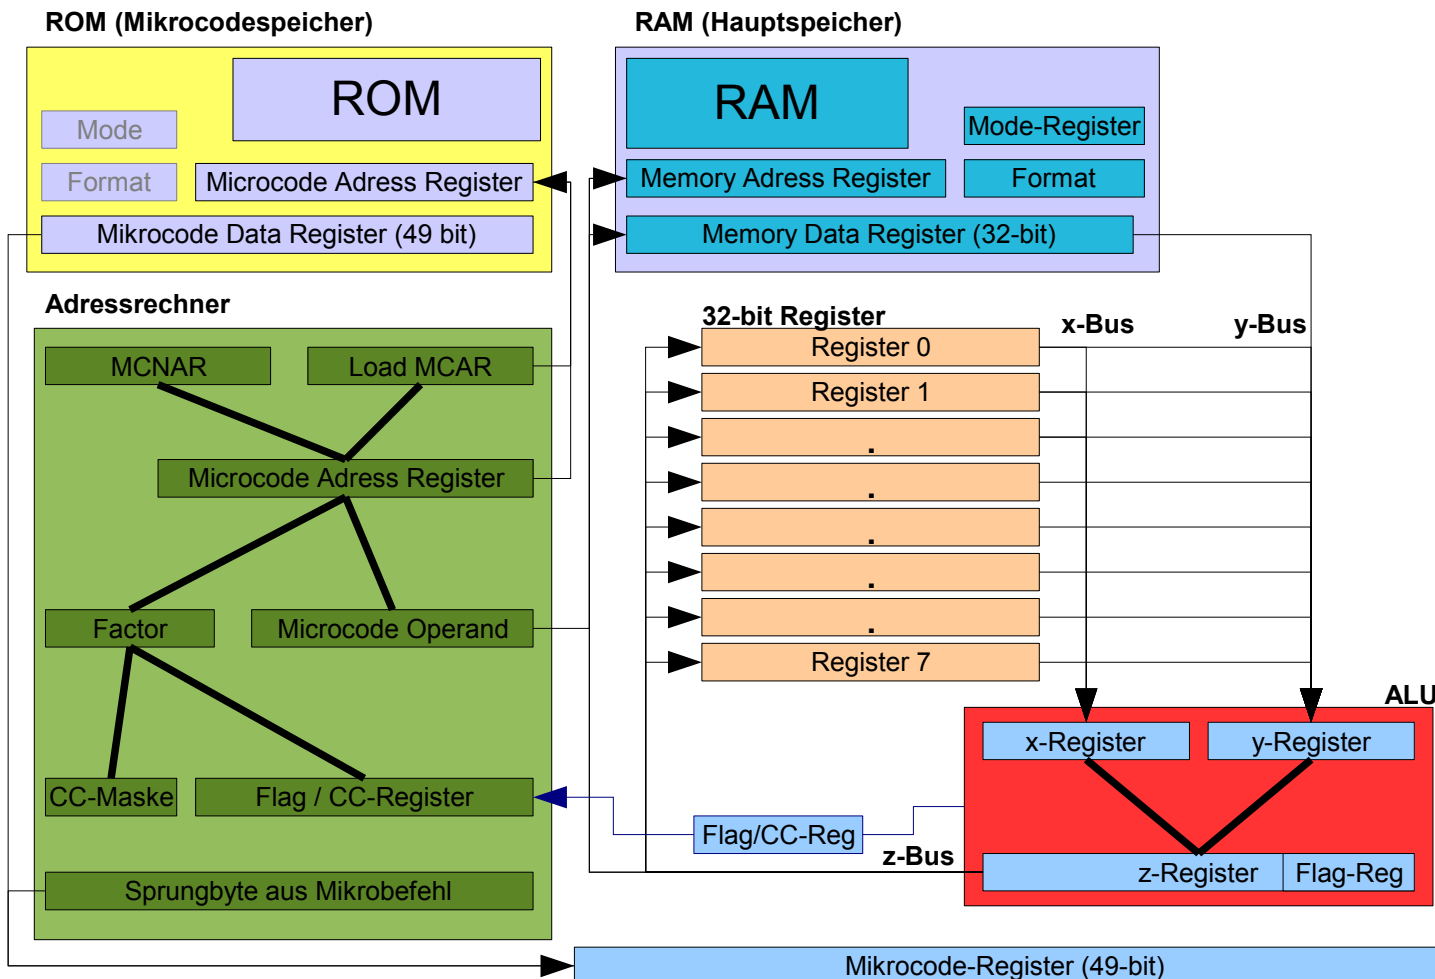 ROM (Mikrocodespeicher)
RAM (Hauptspeicher)
ROM
Mode
Format
Microcode Adress Register
Mikrocode Data Register (49 bit)
RAM
Mode-Register
Memory Adress Register
Format
Memory Data Register (32-bit)
Adressrechner
MCNAR
Load MCAR
Microcode Adress Register
Factor
Microcode Operand
CC-Maske
Flag / CC-Register
Sprungbyte aus Mikrobefehl
32-bit Register
x-Bus
y-Bus
Register 0
Register 1
.
.
.
.
.
Register 7
ALU
x-Register
y-Register
Flag/CC-Reg
z-Bus
z-Register
Flag-Reg
Mikrocode-Register (49-bit)